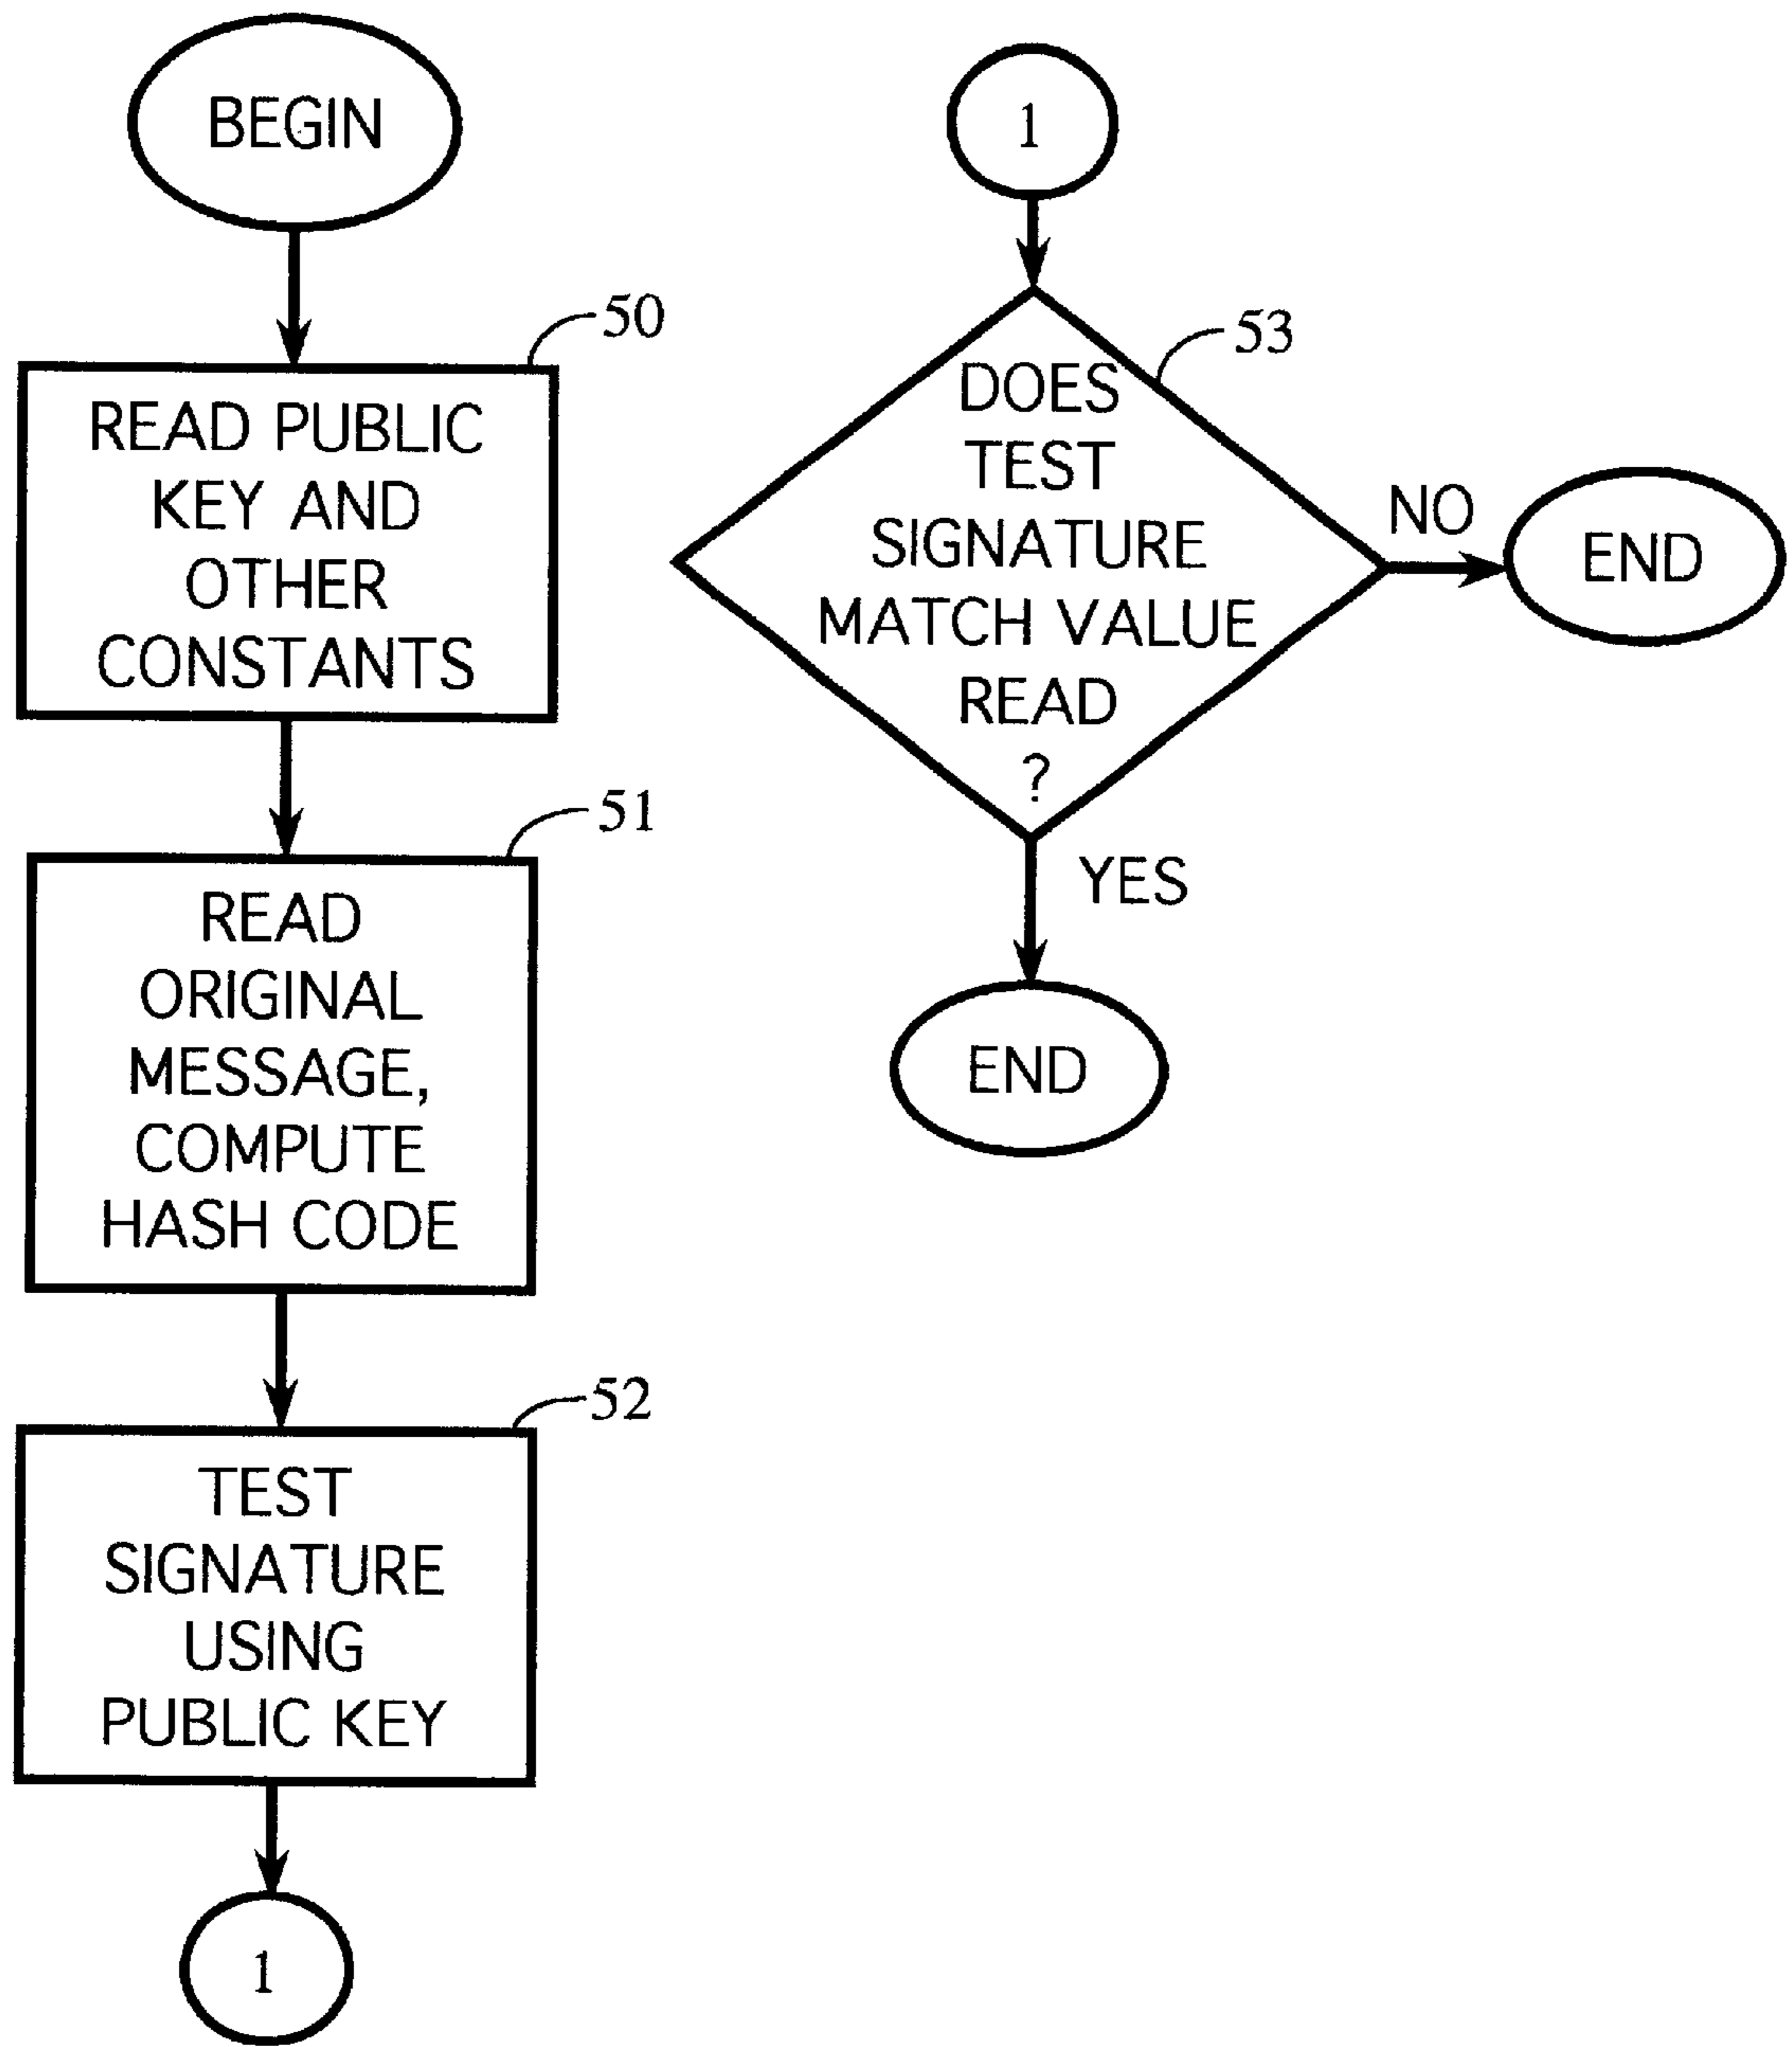 BEGIN
50
READ PUBLIC
KEY AND
OTHER
CONSTANTS
51
READ
ORIGINAL
MESSAGE,
COMPUTE
HASH CODE
52
TEST
SIGNATURE
USING
PUBLIC KEY
1
1
53
DOES
TEST
SIGNATURE
MATCH VALUE
READ
?
NO
END
YES
END